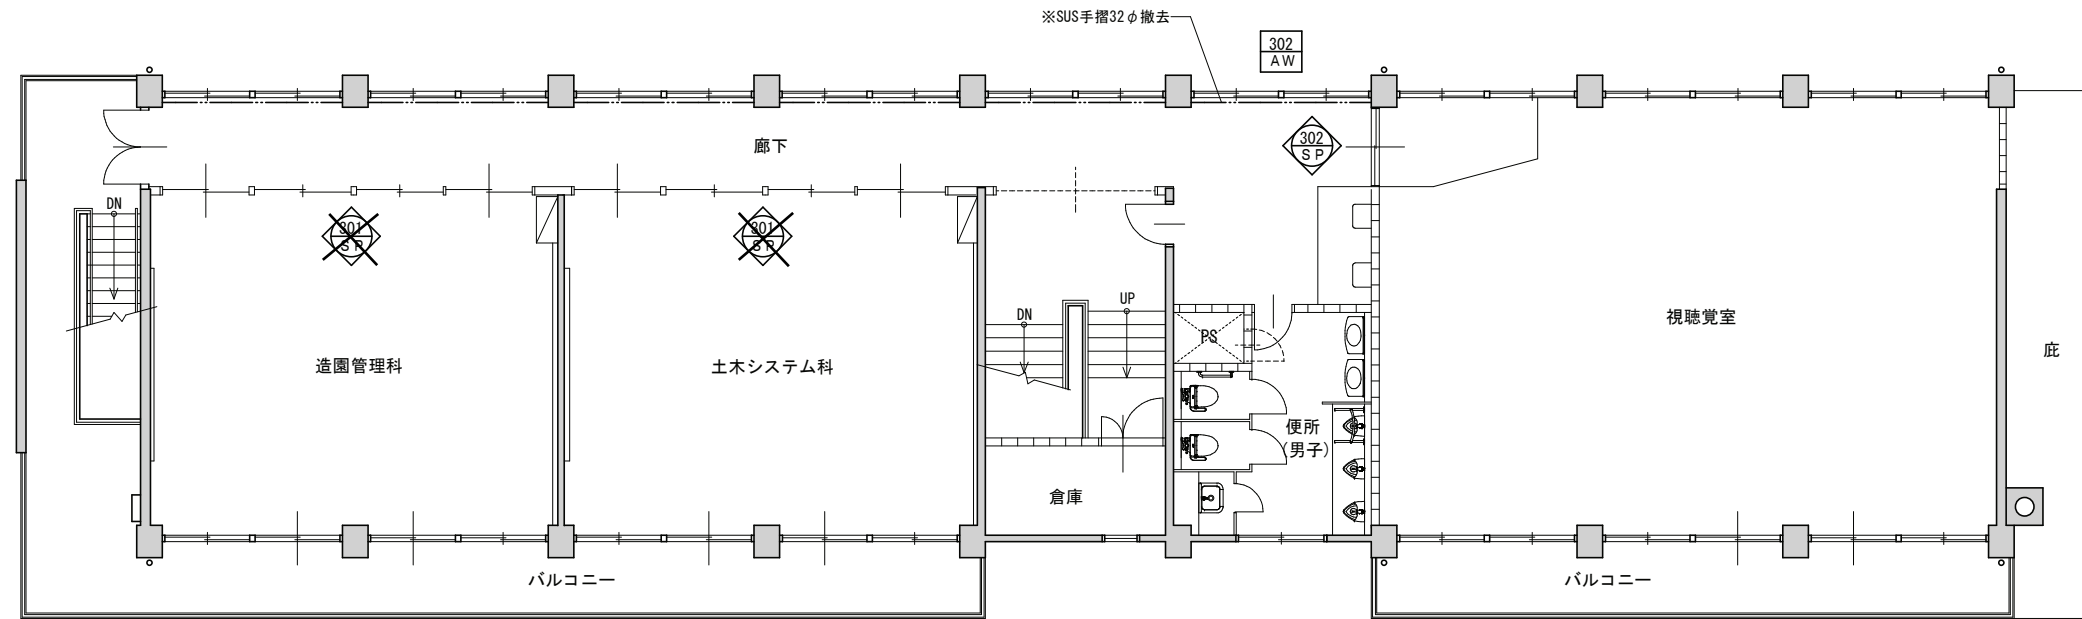 ※SUS手摺32φ撤去
302
AW
廊下
302
SP
DN
301
SP
301
SP
DN
UP
PS
視聴覚室
庇
造園管理科
土木システム科
便所
(男子)
倉庫
バルコニー
バルコニー